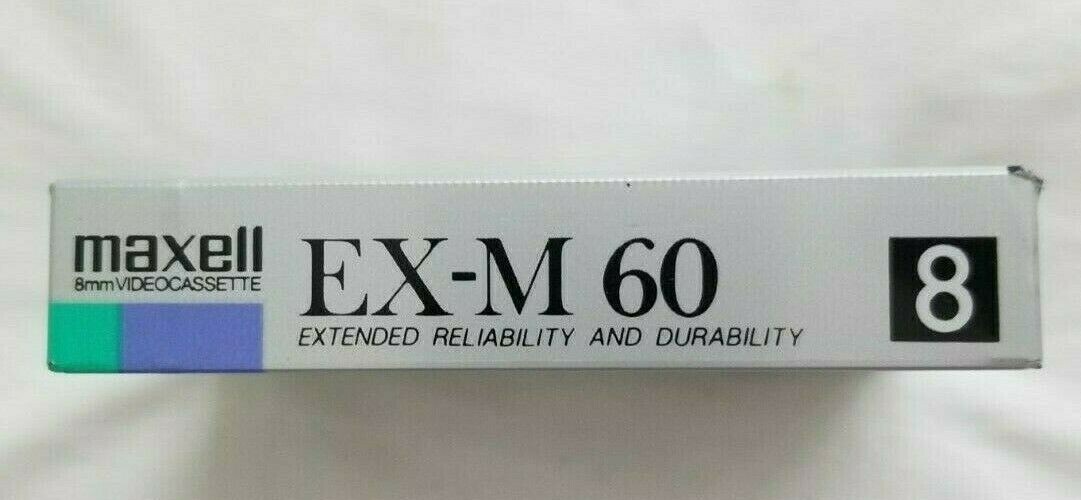 maxell
8mm VIDEOCASSETTE
EX-M 60
EXTENDED RELIABILITY AND DURABILITY
8